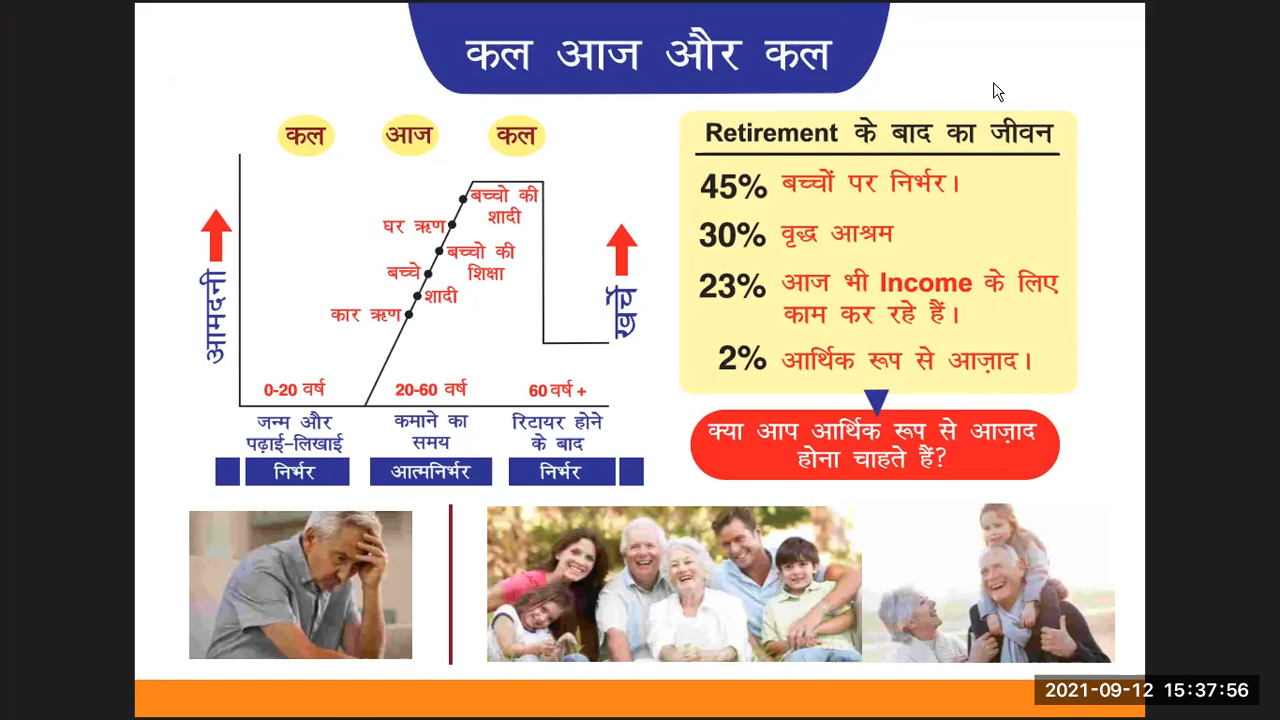 कल आज और कल
कल
आज
कल
आमदनी
खर्चे
बच्चो की
शादी
घर ऋण
बच्चो की
शिक्षा
बच्चे
शादी
कार ऋण
0-20 वर्ष
20-60 वर्ष
60 वर्ष +
जन्म और
पढ़ाई-लिखाई
कमाने का
समय
रिटायर होने
के बाद
निर्भर
आत्मनिर्भर
निर्भर
Retirement के बाद का जीवन
45% बच्चों पर निर्भर।
30% वृद्ध आश्रम
23% आज भी Income के लिए
काम कर रहे हैं।
2% आर्थिक रूप से आज़ाद।
क्या आप आर्थिक रूप से आज़ाद
होना चाहते हैं?
2021-09-12 15:37:56